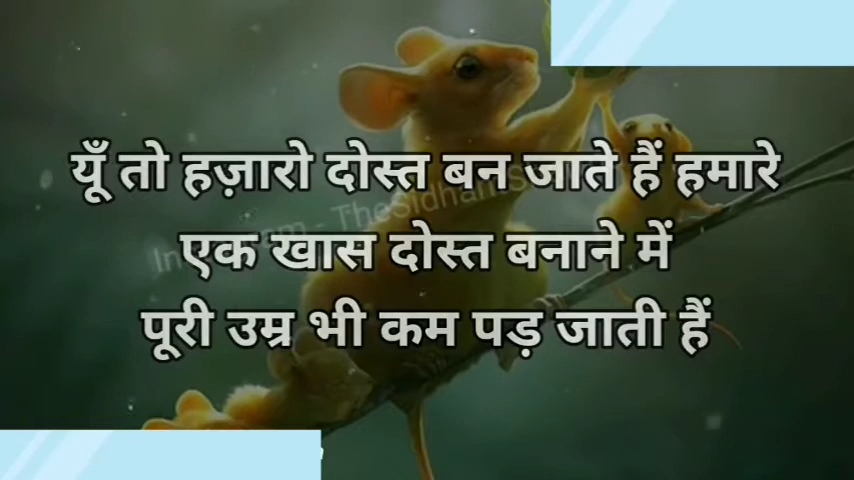 यूँ तो हज़ारो दोस्त बन जाते हैं हमारे
एक खास दोस्त बनाने में
पूरी उम्र भी कम पड़ जाती हैं